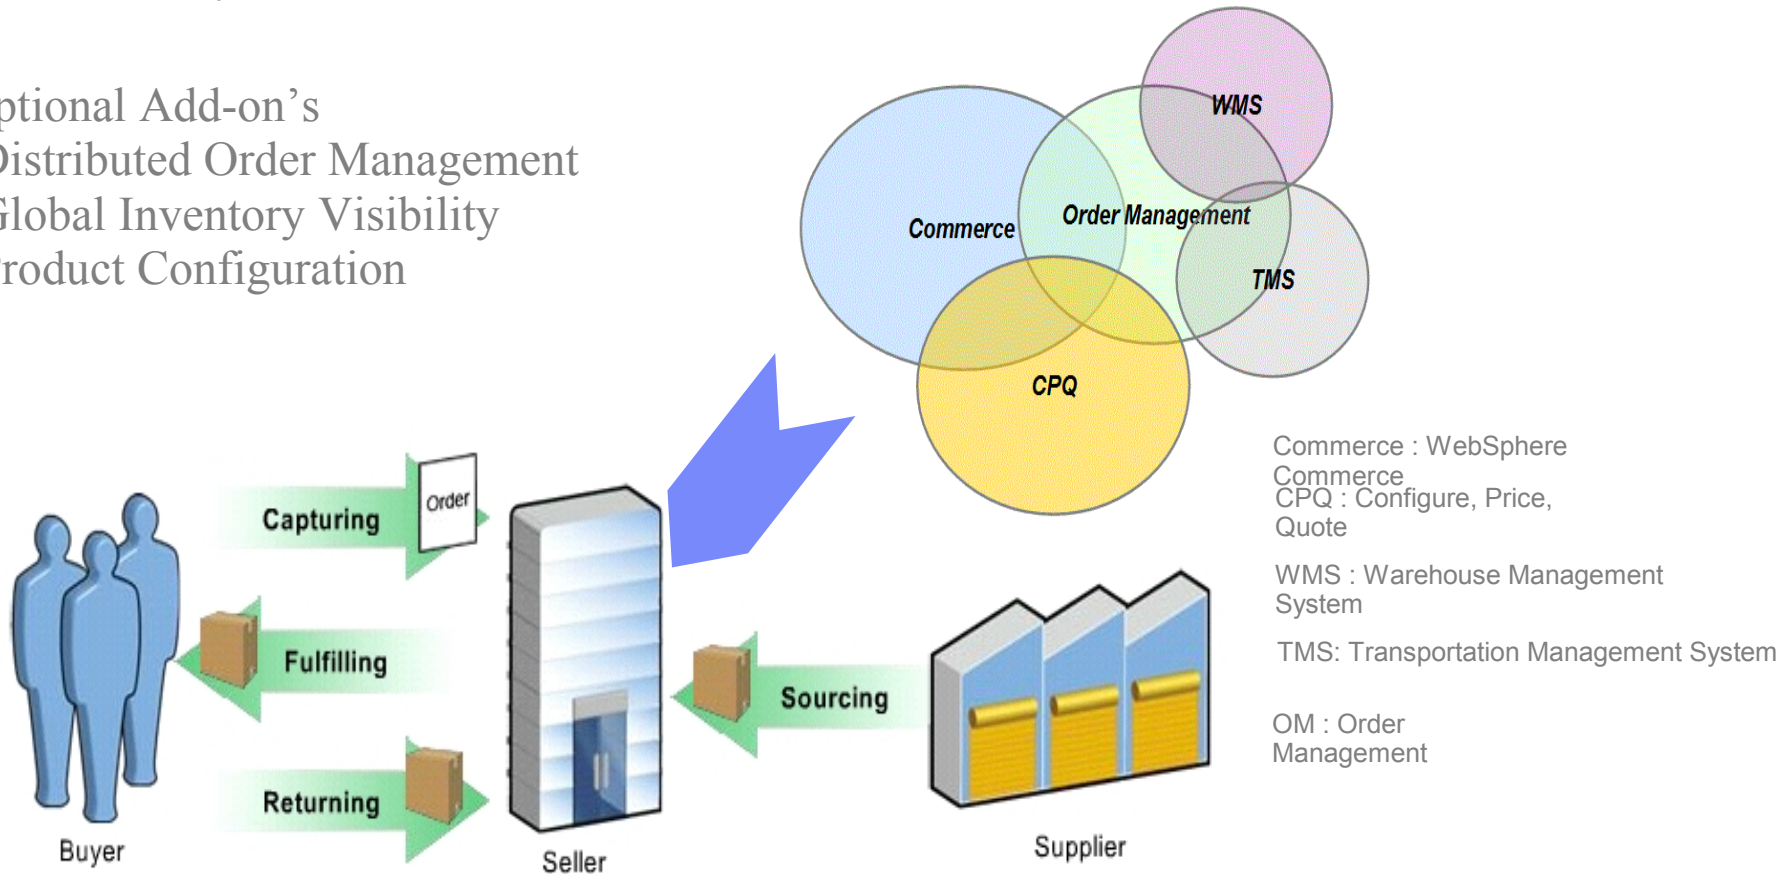 ptional Add-on's
Distributed Order Management
Global Inventory Visibility
Product Configuration
WMS
Commerce
Order Management
TMS
CPQ
Commerce : WebSphere
Commerce
CPQ : Configure, Price,
Quote
WMS : Warehouse Management
System
TMS: Transportation Management System
OM : Order
Management
Order
Capturing
Fulfilling
Sourcing
Returning
Buyer
Seller
Supplier